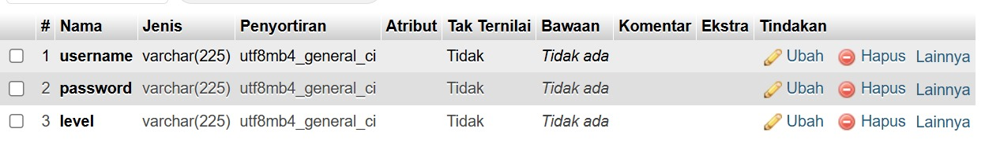 # Nama Jenis Penyortiran Atribut Tak Ternilai Bawaan Komentar Ekstra Tindakan
1 username varchar(225) utf8mb4_general_ci Tidak Tidak ada Ubah Hapus Lainnya
2 password varchar(225) utf8mb4_general_ci Tidak Tidak ada Ubah Hapus Lainnya
3 level varchar(225) utf8mb4_general_ci Tidak Tidak ada Ubah Hapus Lainnya